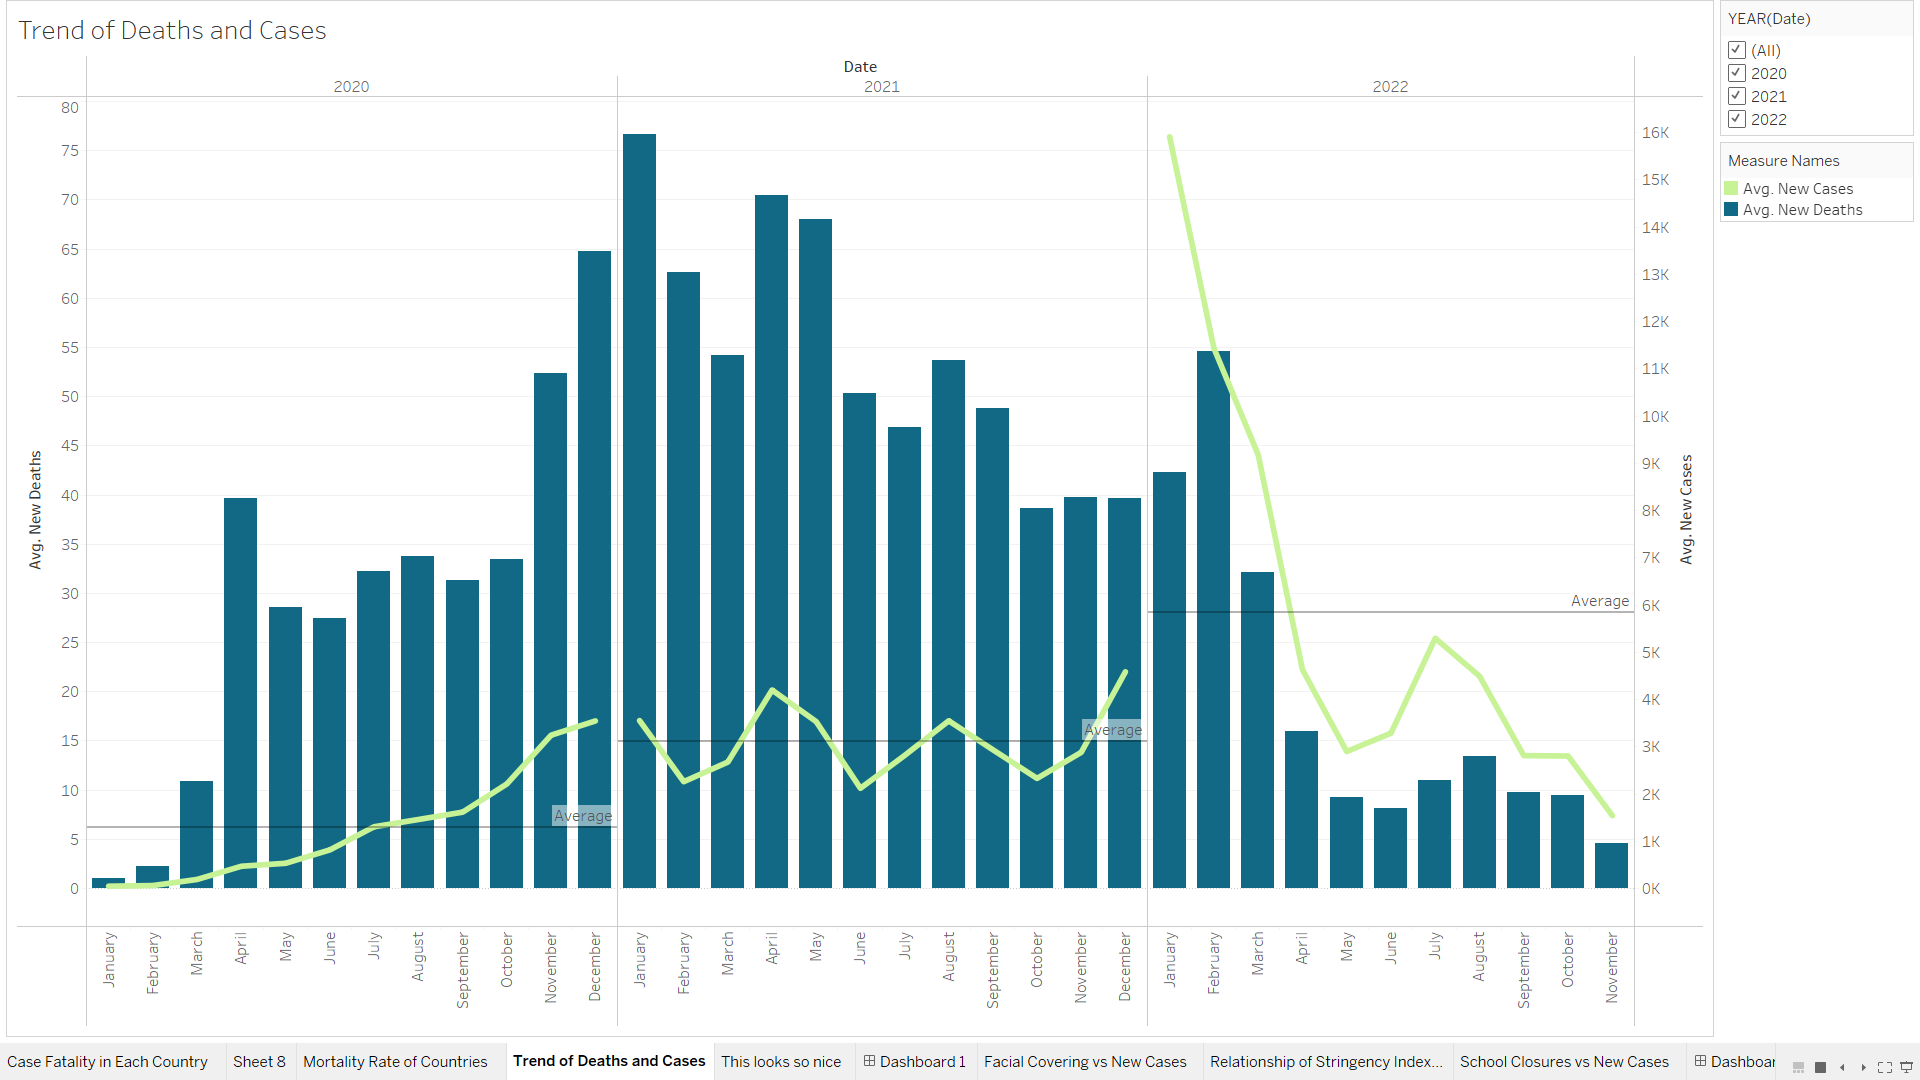 Trend of Deaths and Cases
Date
2020
2021
2022
80
75
70
65
60
55
50
45
40
35
30
25
20
15
10
5
0
Avg. New Deaths
Average
Average
Average
16K
15K
14K
13K
12K
11K
10K
9K
8K
7K
6K
5K
4K
3K
2K
1K
0K
Avg. New Cases
January
February
March
April
May
June
July
August
September
October
November
December
January
February
March
April
May
June
July
August
September
October
November
December
January
February
March
April
May
June
July
August
September
October
November
YEAR(Date)
(All)
2020
2021
2022
Measure Names
Avg. New Cases
Avg. New Deaths
Case Fatality in Each Country
Sheet 8
Mortality Rate of Countries
Trend of Deaths and Cases
This looks so nice
Dashboard 1
Facial Covering vs New Cases
Relationship of Stringency Index...
School Closures vs New Cases
Dashboar